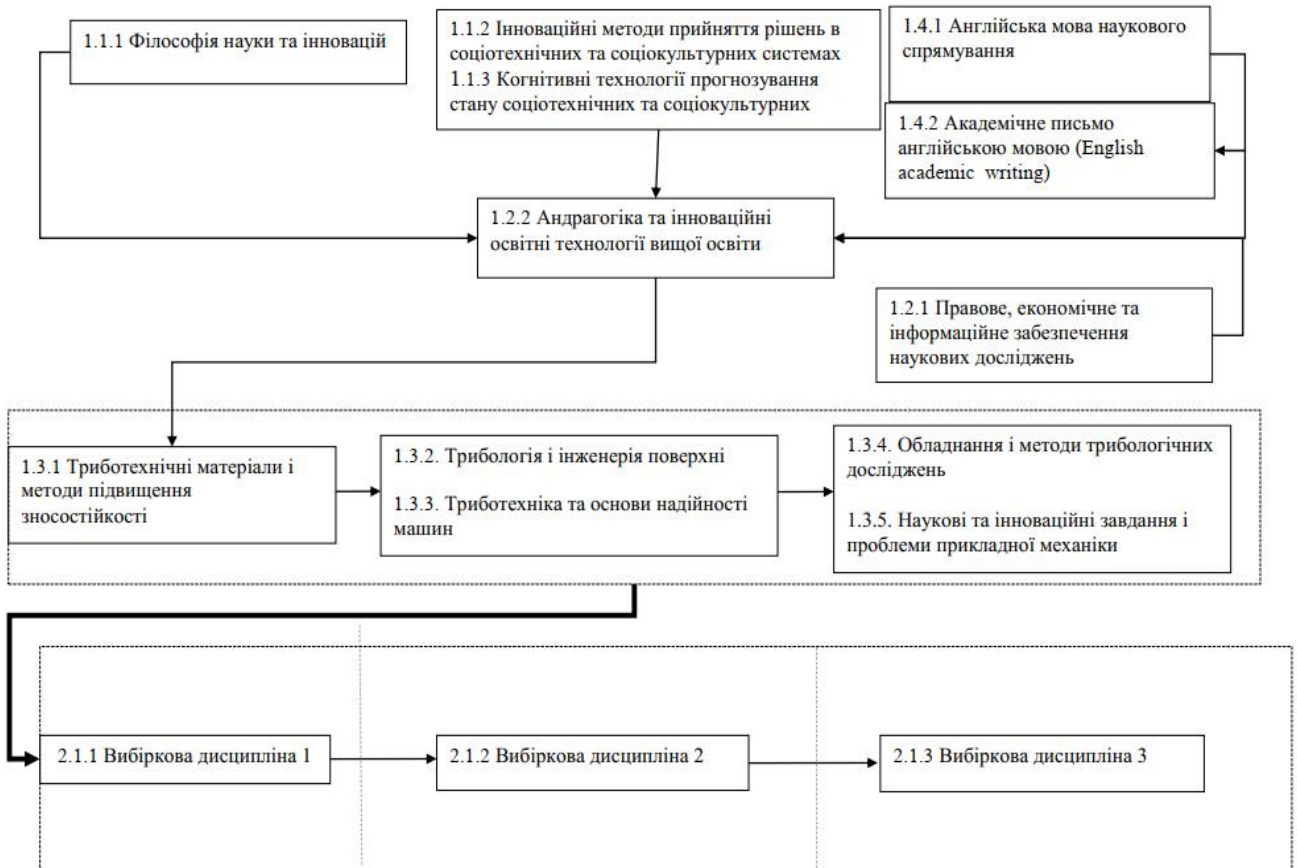 1.1.1 Філософія науки та інновацій
1.1.2 Інноваційні методи прийняття рішень в
соціотехнічних та соціокультурних системах
1.1.3 Когнітивні технології прогнозування
стану соціотехнічних та соціокультурних
1.4.1 Англійська мова наукового
спрямування
1.4.2 Академічне письмо
англійською мовою (English
academic writing)
1.2.2 Андрагогіка та інноваційні
освітні технології вищої освіти
1.2.1 Правове, економічне та
інформаційне забезпечення
наукових досліджень
1.3.1 Триботехнічні матеріали і
методи підвищення
зносостійкості
1.3.2. Трибологія і інженерія поверхні
1.3.3. Триботехніка та основи надійності
машин
1.3.4. Обладнання і методи трибологічних
досліджень
1.3.5. Наукові та інноваційні завдання і
проблеми прикладної механіки
2.1.1 Вибіркова дисципліна 1
2.1.2 Вибіркова дисципліна 2
2.1.3 Вибіркова дисципліна 3